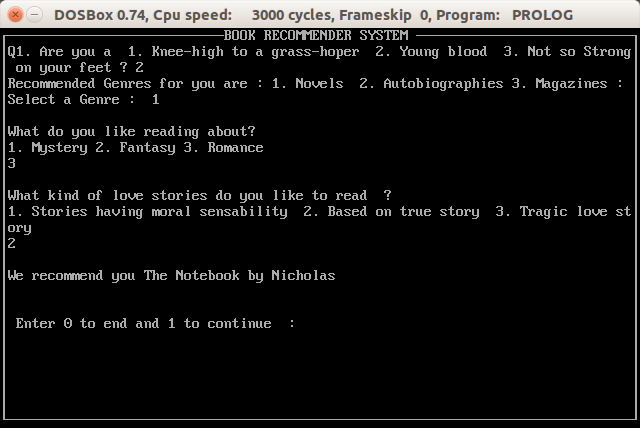 DOSBox 0.74, Cpu speed: 3000 cycles, Frameskip 0, Program: PROLOG
BOOK RECOMMENDER SYSTEM
Q1. Are you a 1. Knee-high to a grass-hoper 2. Young blood 3. Not so Strong
on your feet ? 2
Recommended Genres for you are : 1. Novels 2. Autobiographies 3. Magazines :
Select a Genre : 1
What do you like reading about?
1. Mystery 2. Fantasy 3. Romance
3
What kind of love stories do you like to read ?
1. Stories having moral sensability 2. Based on true story 3. Tragic love st
ory
2
We recommend you The Notebook by Nicholas
Enter 0 to end and 1 to continue :